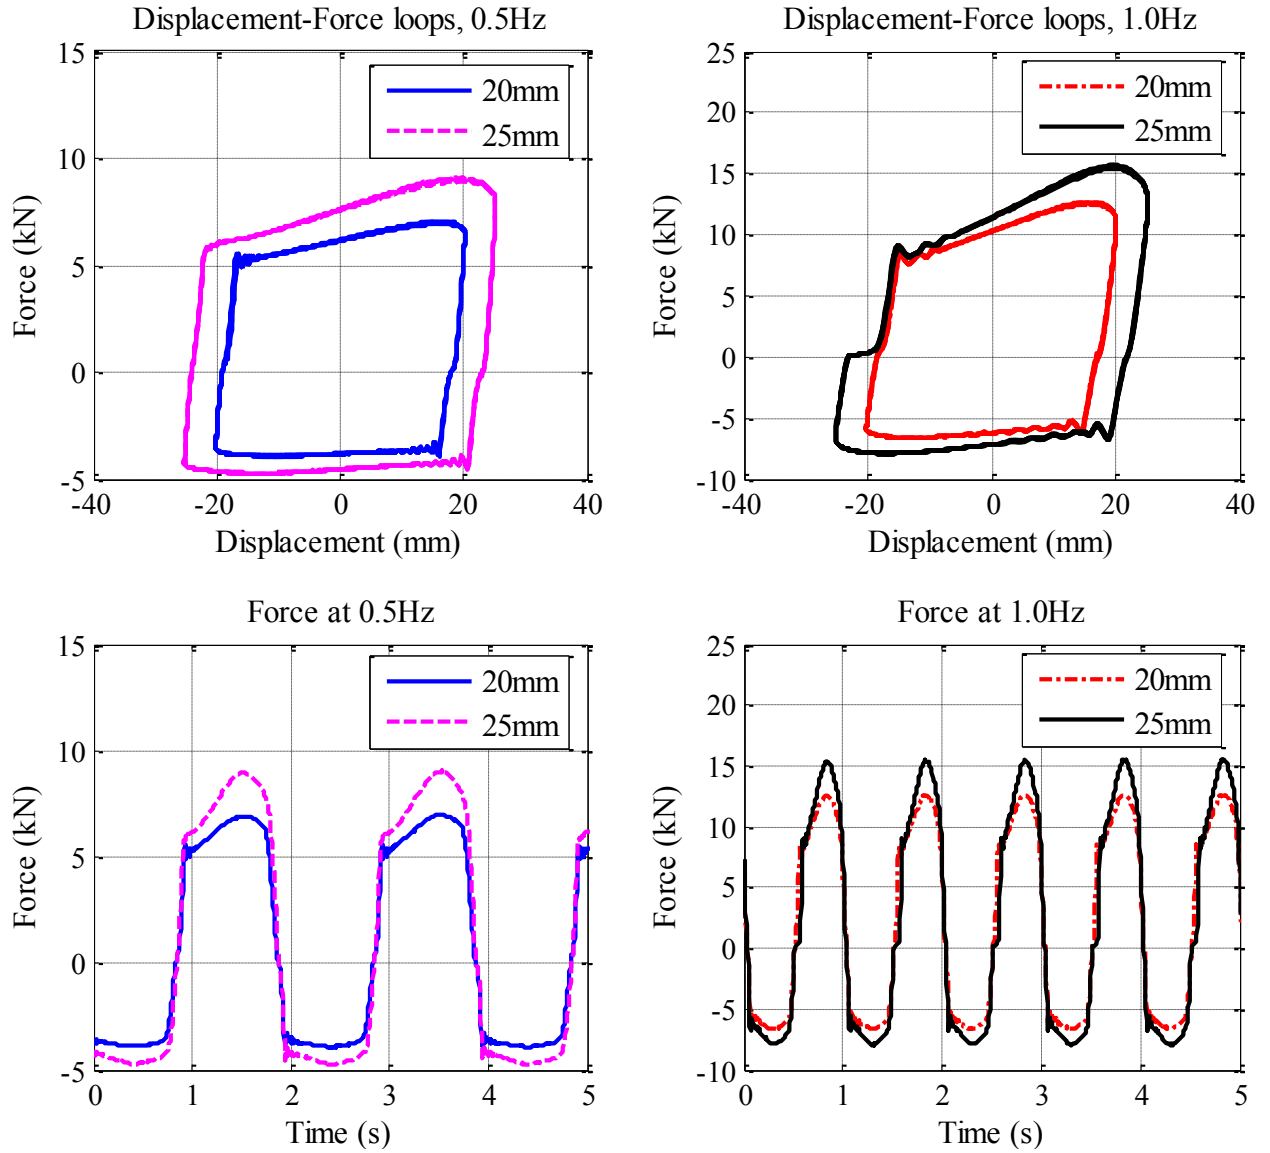 Displacement-Force loops, 0.5Hz
15
10
5
0
-5
Force (kN)
20mm
25mm
-40
-20
0
20
40
Displacement (mm)
Displacement-Force loops, 1.0Hz
25
20
15
10
5
0
-5
-10
Force (kN)
20mm
25mm
-40
-20
0
20
40
Displacement (mm)
Force at 0.5Hz
15
10
5
0
-5
Force (kN)
20mm
25mm
0
1
2
3
4
5
Time (s)
Force at 1.0Hz
25
20
15
10
5
0
-5
-10
Force (kN)
20mm
25mm
0
1
2
3
4
5
Time (s)